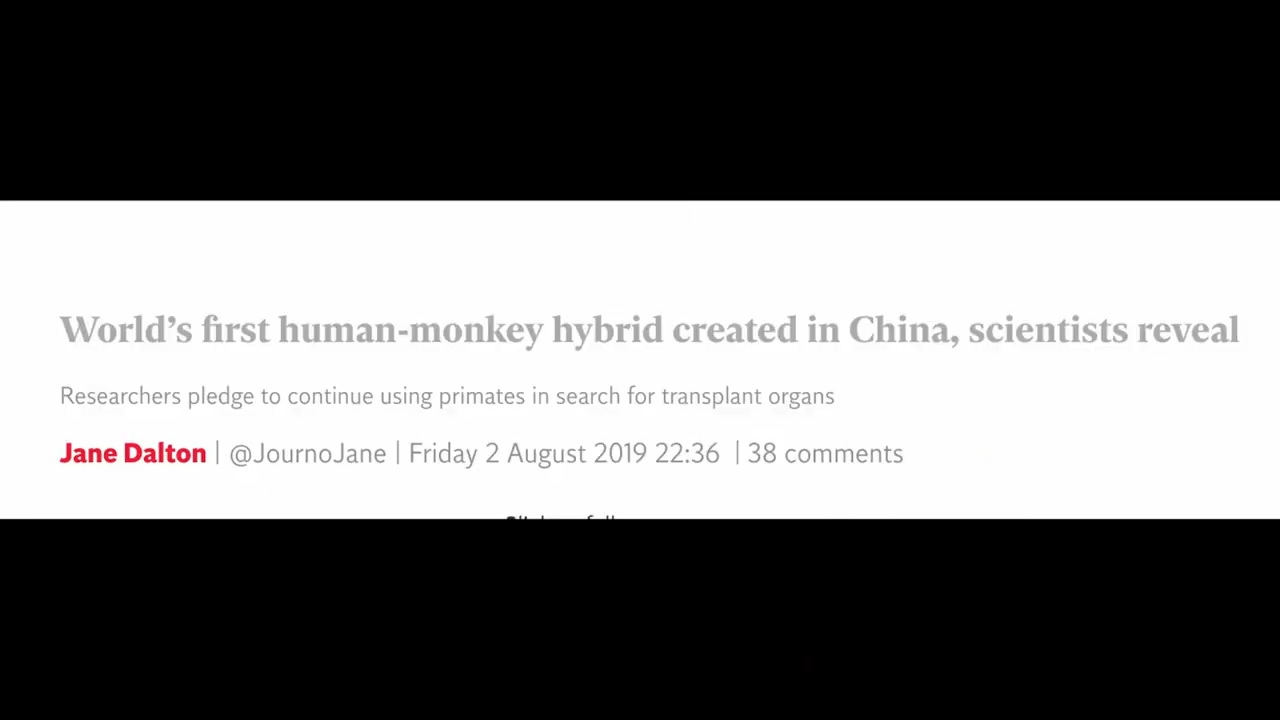 World’s first human-monkey hybrid created in China, scientists reveal
Researchers pledge to continue using primates in search for transplant organs
Jane Dalton | @JournoJane | Friday 2 August 2019 22:36 | 38 comments